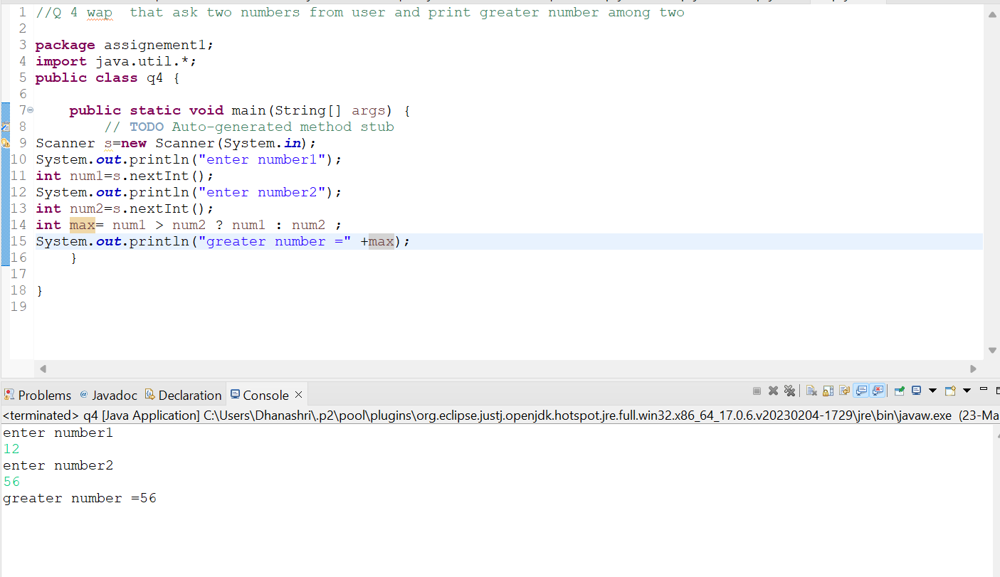 1 //Q 4 wap  that ask two numbers from user and print greater number among two
2
3 package assignement1;
4 import java.util.*;
5 public class q4 {
6
7     public static void main(String[] args) {
8         // TODO Auto-generated method stub
9 Scanner s=new Scanner(System.in);
10 System.out.println("enter number1");
11 int num1=s.nextInt();
12 System.out.println("enter number2");
13 int num2=s.nextInt();
14 int max= num1 > num2 ? num1 : num2 ;
15 System.out.println("greater number =" +max);
16     }
17
18 }
19
Problems @ Javadoc Declaration Console
<terminated> q4 [Java Application] C:\Users\Dhanashri\.p2\pool\plugins\org.eclipse.justj.openjdk.hotspot.jre.full.win32.x86_64_17.0.6.v20230204-1729\jre\bin\javaw.exe (23-Ma
enter number1
12
enter number2
56
greater number =56